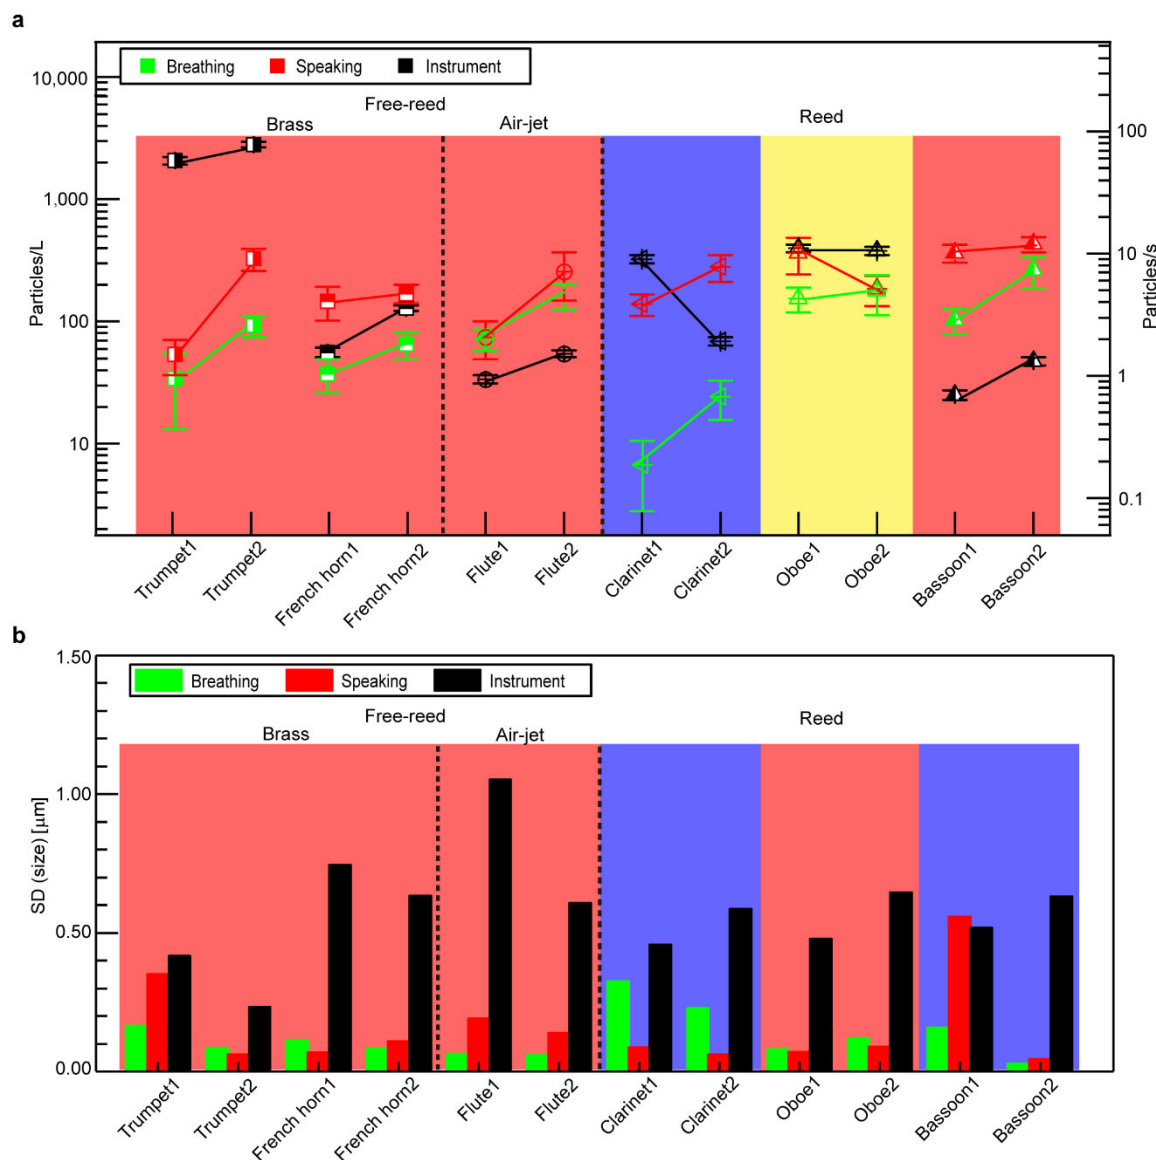 a
Breathing Speaking Instrument
Free-reed
Brass Air-jet Reed
10,000
1,000
100
10
Particles/L
100
10
1
0.1
Particles/s
Trumpet1 Trumpet2 French horn1 French horn2 Flute1 Flute2 Clarinet1 Clarinet2 Oboe1 Oboe2 Bassoon1 Bassoon2
b
Breathing Speaking Instrument
Free-reed Reed
Brass Air-jet
1.50
1.00
0.50
0.00
SD (size) [µm]
Trumpet1 Trumpet2 French horn1 French horn2 Flute1 Flute2 Clarinet1 Clarinet2 Oboe1 Oboe2 Bassoon1 Bassoon2